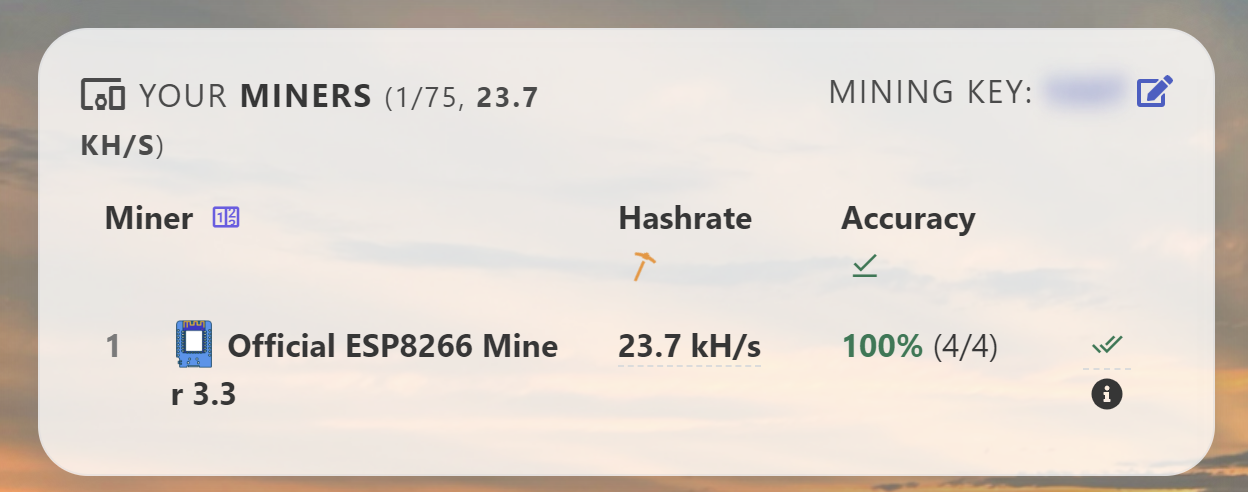 YOUR MINERS (1/75, 23.7
KH/S)
MINING KEY:
Miner
Hashrate
Accuracy
1 Official ESP8266 Mine
r 3.3
23.7 kH/s
100% (4/4)